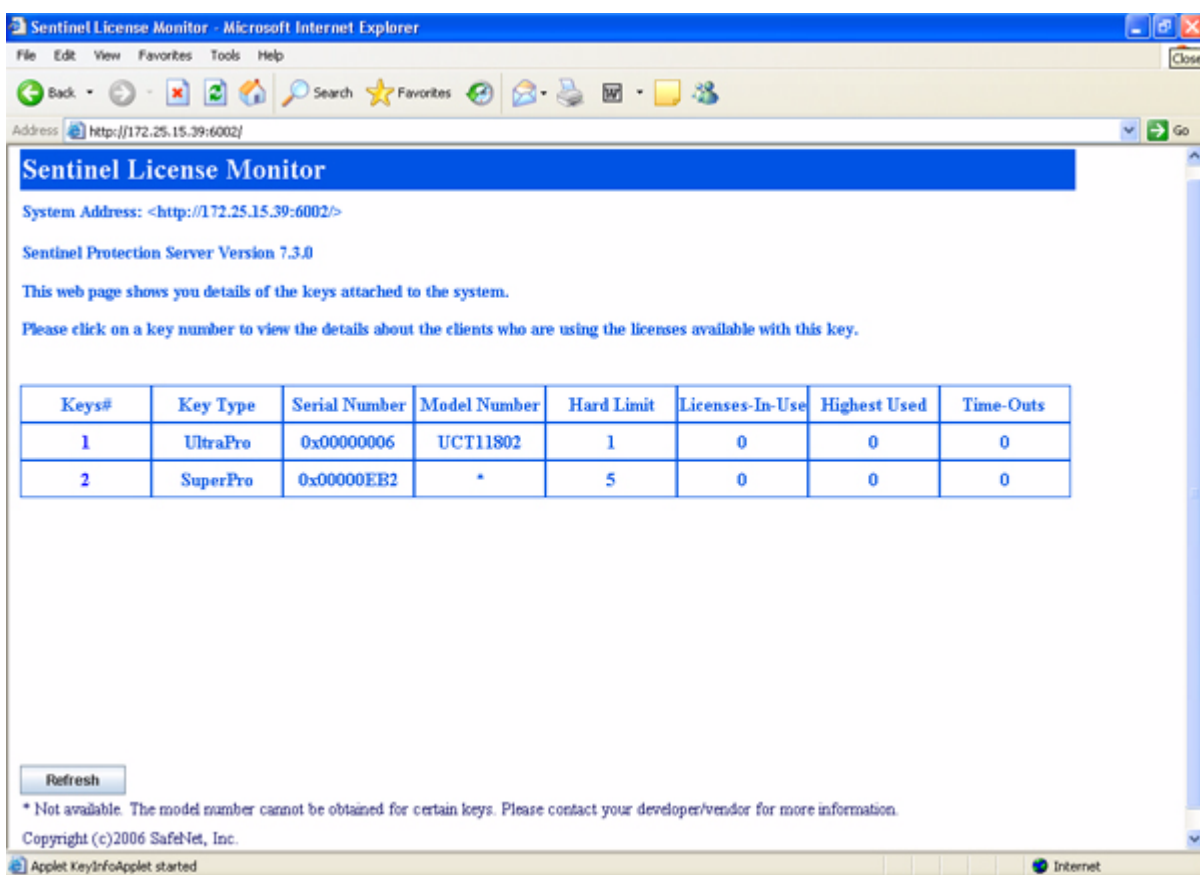 Sentinel License Monitor - Microsoft Internet Explorer
File Edit View Favorites Tools Help
Close
Back Search Favorites
Address http://172.25.15.39:6002/ Go
Sentinel License Monitor
System Address: <http://172.25.15.39:6002/>
Sentinel Protection Server Version 7.3.0
This web page shows you details of the keys attached to the system.
Please click on a key number to view the details about the clients who are using the licenses available with this key.
Keys# Key Type Serial Number Model Number Hard Limit Licenses-In-Use Highest Used Time-Outs
1 UltraPro 0x00000006 UCT11802 1 0 0 0
2 SuperPro 0x00000EB2 * 5 0 0 0
Refresh
* Not available. The model number cannot be obtained for certain keys. Please contact your developer/vendor for more information.
Copyright (c)2006 SafeNet, Inc.
Applet KeyInfoApplet started Internet